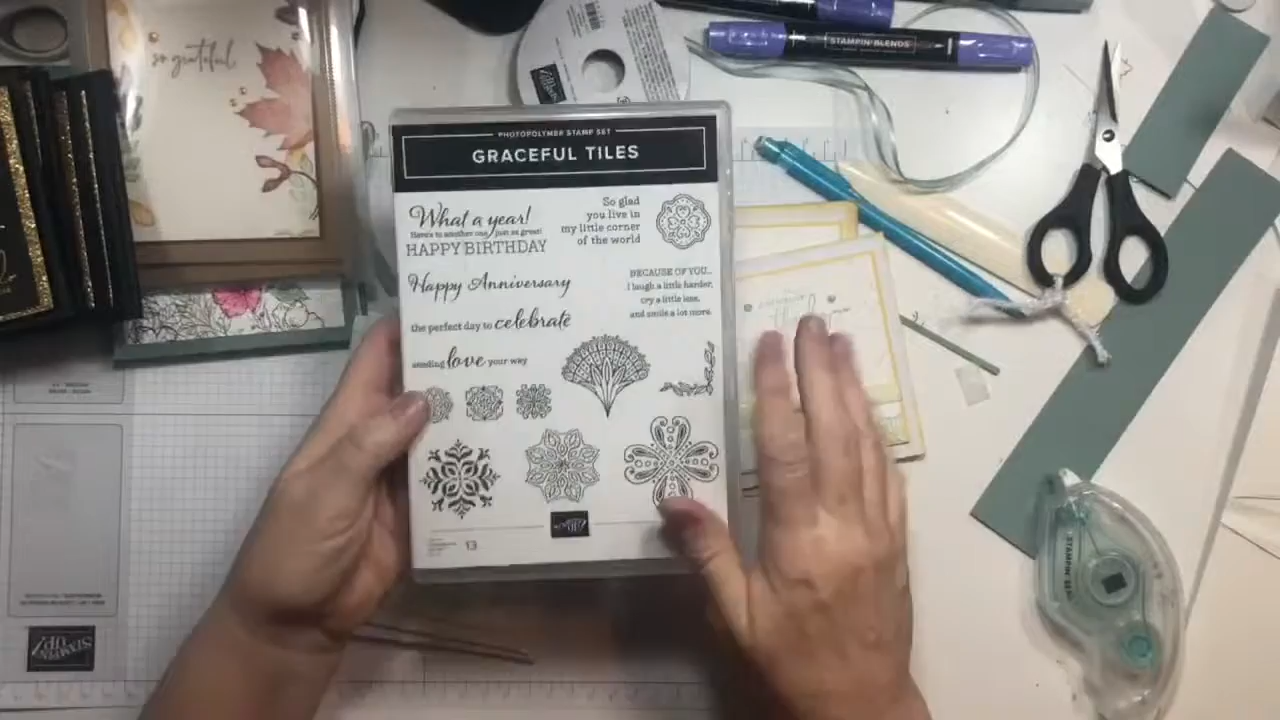 so grateful
STAMPIN' BLENDS
PHOTOPOLYMER STAMP SET
GRACEFUL TILES
What a year!
Here's to another one just as great!
HAPPY BIRTHDAY
So glad
you live in
my little corner
of the world
Happy Anniversary
BECAUSE OF YOU...
I laugh a little harder,
cry a little less,
and smile a lot more.
the perfect day to celebrate
sending love your way
13
STAMPIN' UP!